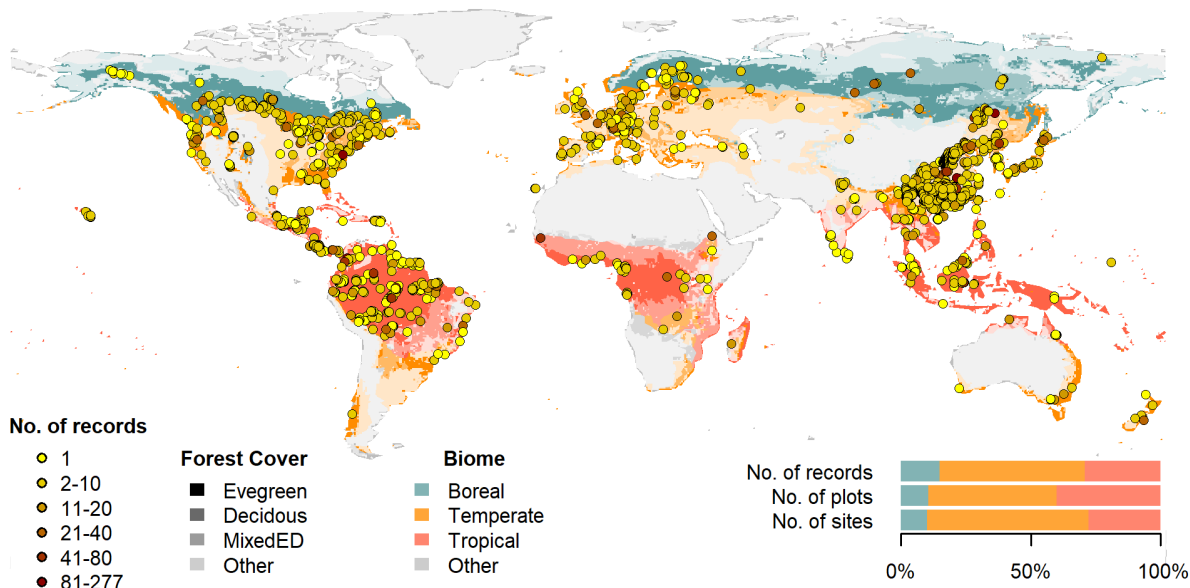 No. of records
1
2-10
11-20
21-40
41-80
81-277
Forest Cover
Evegreen
Decidous
MixedED
Other
Biome
Boreal
Temperate
Tropical
Other
No. of records
No. of plots
No. of sites
0% 50% 100%